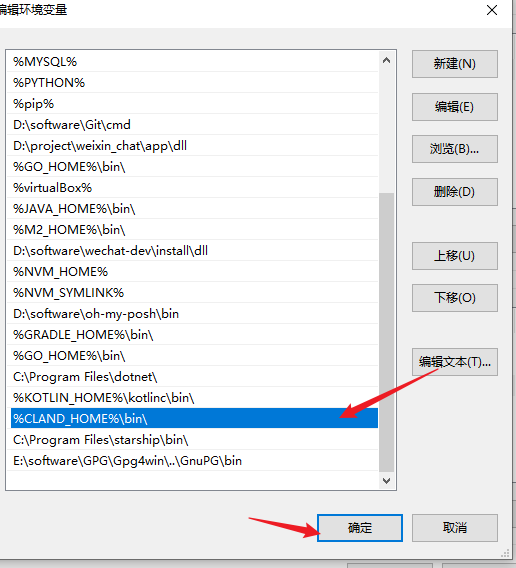 编辑环境变量
%MYSQL%
%PYTHON%
%pip%
D:\software\Git\cmd
D:\project\weixin_chat\app\dll
%GO_HOME%\bin\
%virtualBox%
%JAVA_HOME%\bin\
%M2_HOME%\bin\
D:\software\wechat-dev\install\dll
%NVM_HOME%
%NVM_SYMLINK%
D:\software\oh-my-posh\bin
%GRADLE_HOME%\bin\
%GO_HOME%\bin\
C:\Program Files\dotnet\
%KOTLIN_HOME%\kotlinc\bin\
%CLAND_HOME%\bin\
C:\Program Files\starship\bin\
E:\software\GPG\Gpg4win\..\GnuPG\bin
新建(N)
编辑(E)
浏览(B)...
删除(D)
上移(U)
下移(O)
编辑文本(T)...
确定
取消